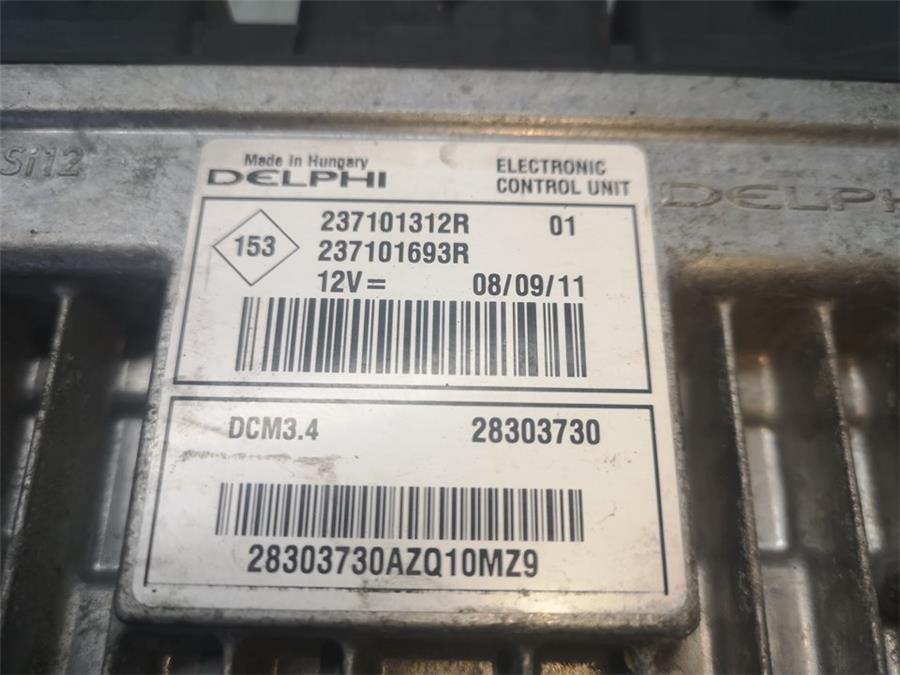 Si12
Made in Hungary
DELPHI
ELECTRONIC
CONTROL UNIT
DELPHI
153
237101312R 01
237101693R
12V= 08/09/11
DCM3.4 28303730
28303730AZQ10MZ9